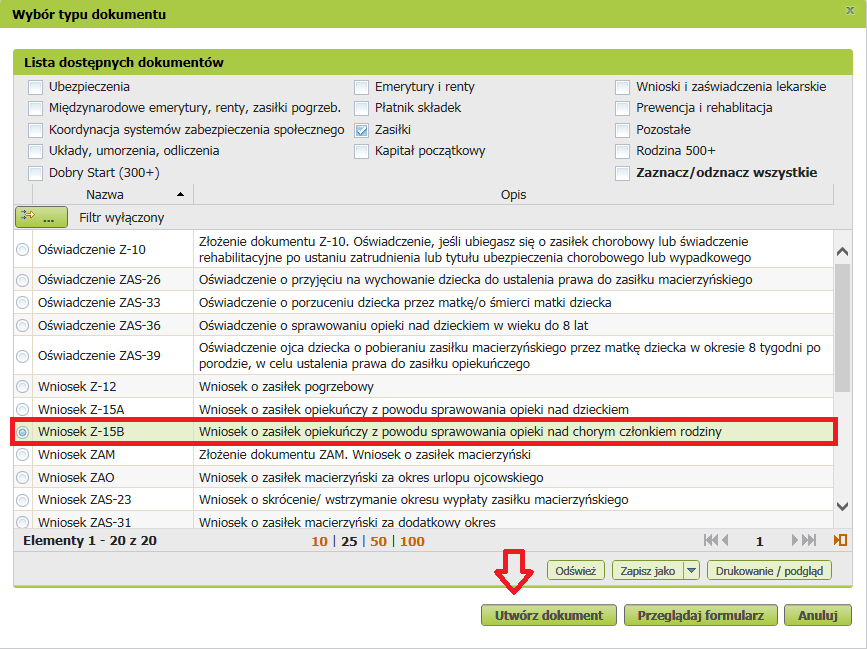 Wybór typu dokumentu
x
Lista dostępnych dokumentów
Ubezpieczenia
Emerytury i renty
Wnioski i zaświadczenia lekarskie
Międzynarodowe emerytury, renty, zasiłki pogrzeb.
Płatnik składek
Prewencja i rehablitacja
Koordynacja systemów zabezpieczenia społecznego
Zasiłki
Pozostałe
Układy, umorzenia, odliczenia
Kapitał początkowy
Rodzina 500+
Dobry Start (300+)
Zaznacz/odznacz wszystkie
Nazwa
Opis
...
Filtr wyłączony
Oświadczenie Z-10
Złożenie dokumentu Z-10. Oświadczenie, jeśli ubiegasz się o zasiłek chorobowy lub świadczenie
rehabilitacyjne po ustaniu zatrudnienia lub tytułu ubezpieczenia chorobowego lub wypadkowego
Oświadczenie ZAS-26
Oświadczenie o przyjęciu na wychowanie dziecka do ustalenia prawa do zasiłku macierzyńskiego
Oświadczenie ZAS-33
Oświadczenie o porzuceniu dziecka przez matkę/o śmierci matki dziecka
Oświadczenie ZAS-36
Oświadczenie o sprawowaniu opieki nad dzieckiem w wieku do 8 lat
Oświadczenie ZAS-39
Oświadczenie ojca dziecka o pobieraniu zasiłku macierzyńskiego przez matkę dziecka w okresie 8 tygodni po
porodzie, w celu ustalenia prawa do zasiłku opiekuńczego
Wniosek Z-12
Wniosek o zasiłek pogrzebowy
Wniosek Z-15A
Wniosek o zasiłek opiekuńczy z powodu sprawowania opieki nad dzieckiem
Wniosek Z-15B
Wniosek o zasiłek opiekuńczy z powodu sprawowania opieki nad chorym członkiem rodziny
Wniosek ZAM
Złożenie dokumentu ZAM. Wniosek o zasiłek macierzyński
Wniosek ZAO
Wniosek o zasiłek macierzyński za okres urlopu ojcowskiego
Wniosek ZAS-23
Wniosek o skrócenie/ wstrzymanie okresu wypłaty zasiłku macierzyńskiego
Wniosek ZAS-31
Wniosek o zasiłek macierzyński za dodatkowy okres
Elementy 1 - 20 z 20
10 | 25 | 50 | 100
1
Odśwież
Zapisz jako
Drukowanie / podgląd
Utwórz dokument
Przeglądaj formularz
Anuluj